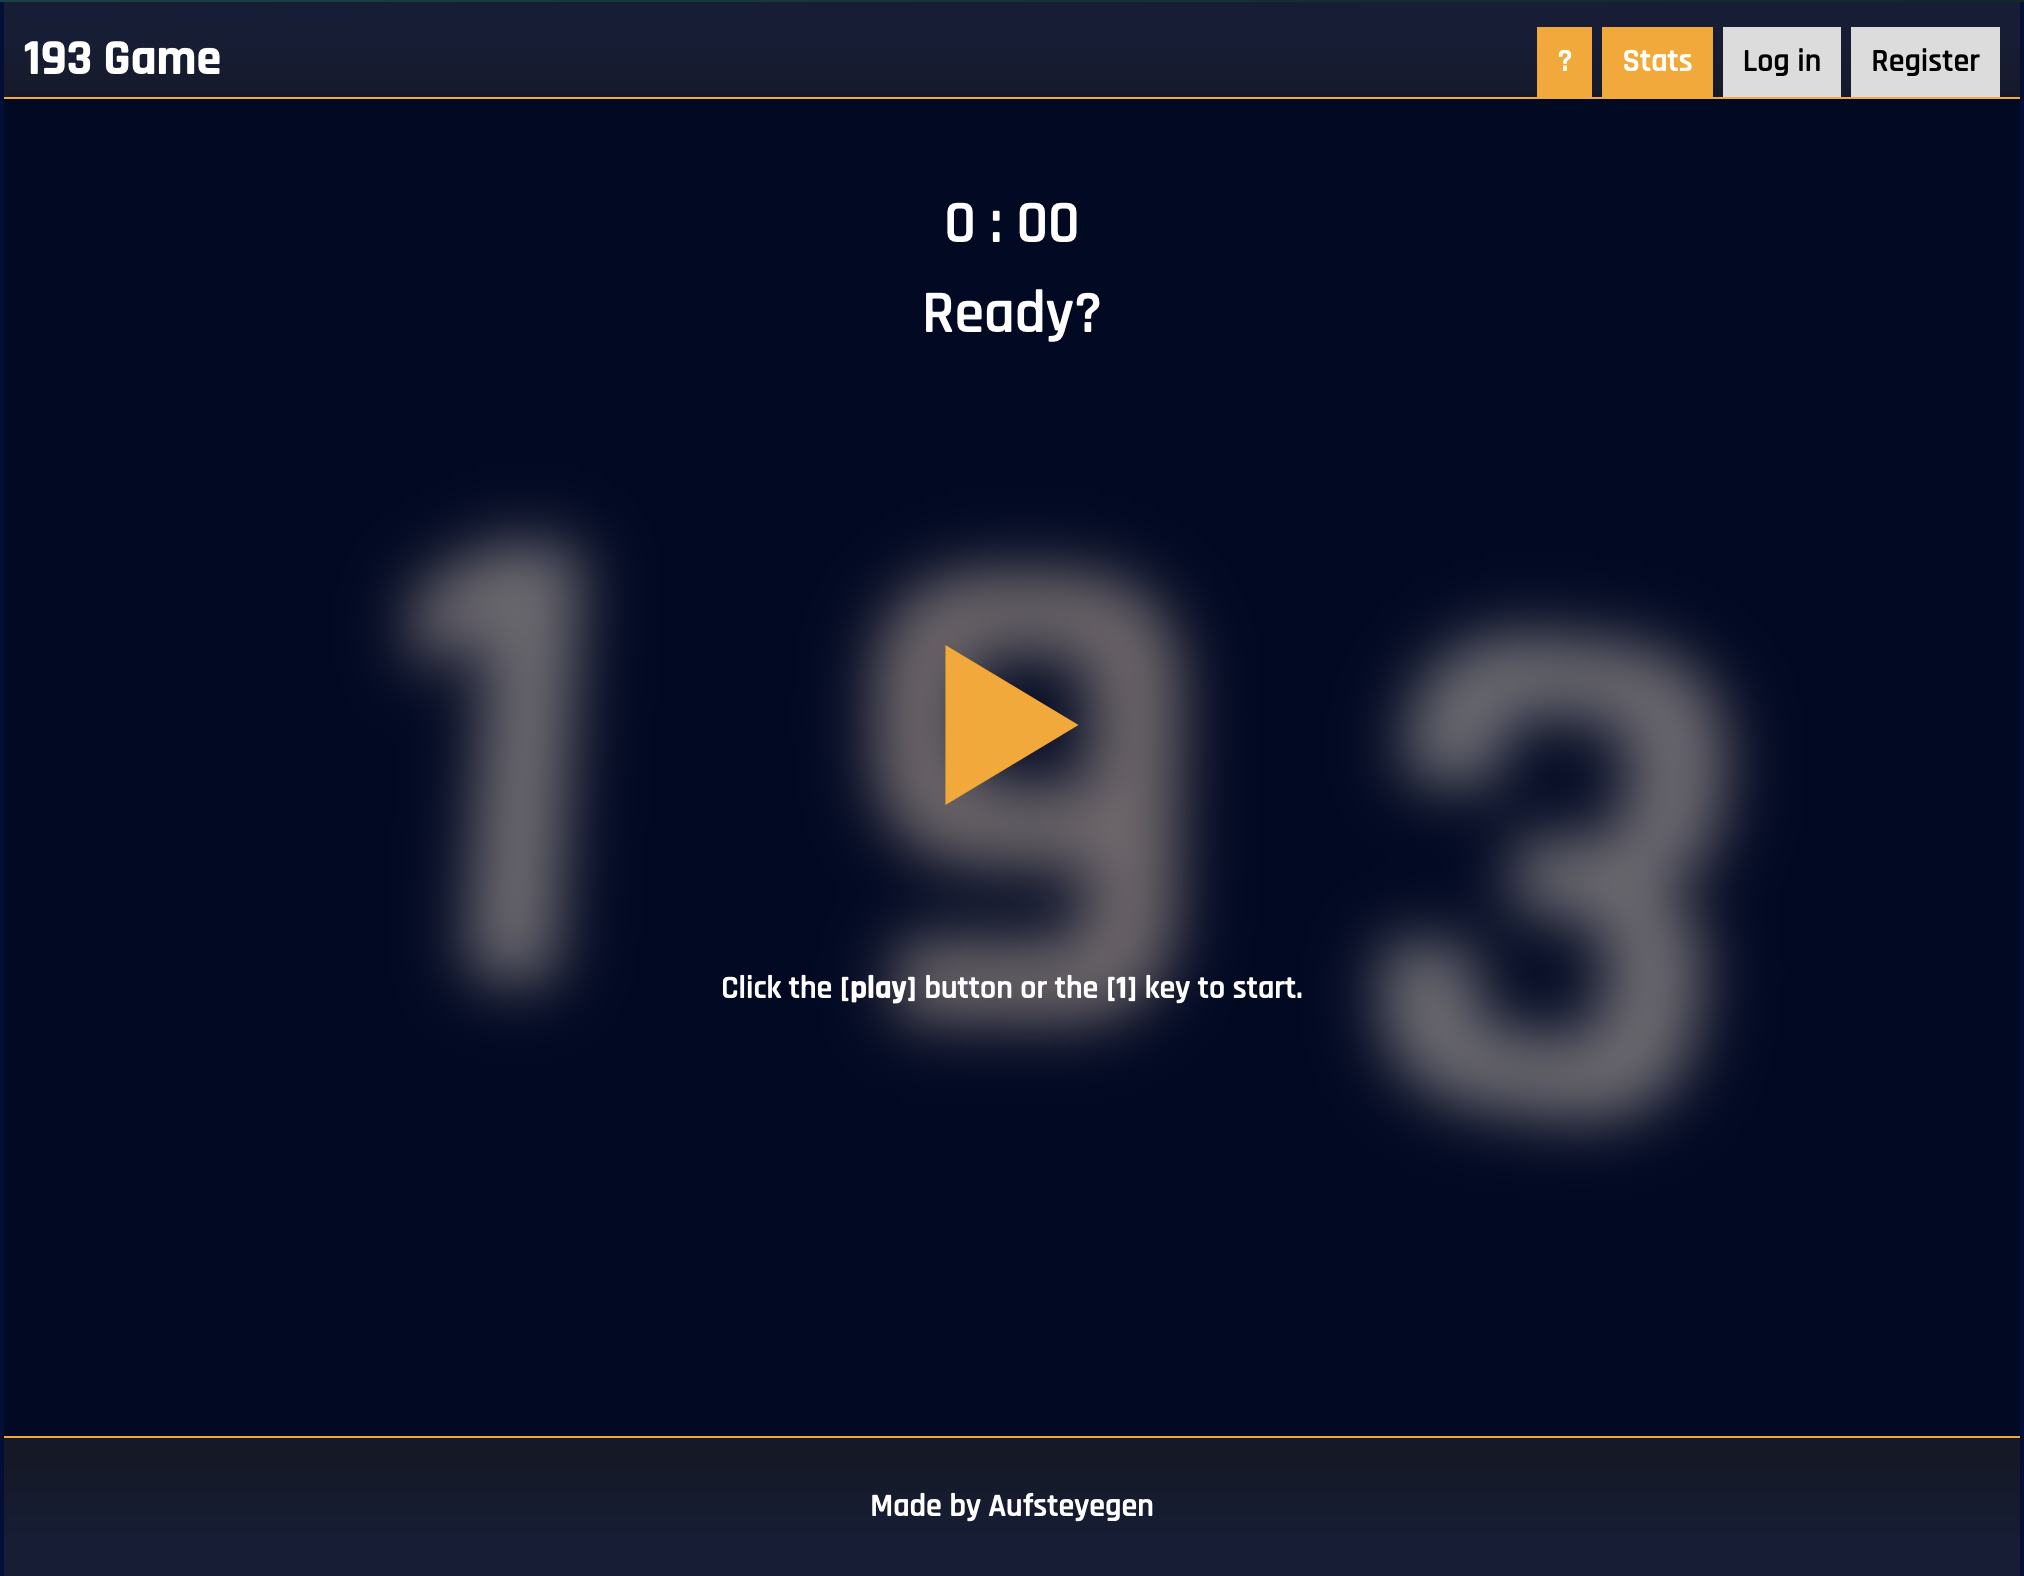 193 Game
? Stats Log in Register
0 : 00
Ready?
1 9 3
Click the [play] button or the [1] key to start.
Made by Aufsteyegen